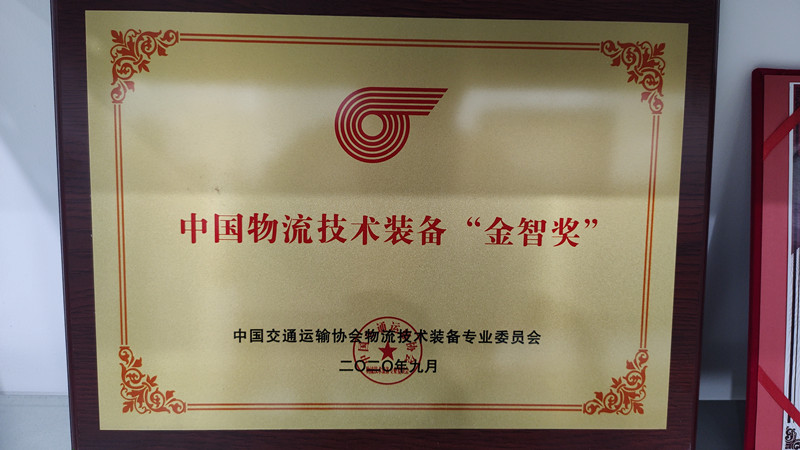 中国物流技术装备“金智奖”
中国交通运输协会物流技术装备专业委员会
二〇二〇年九月